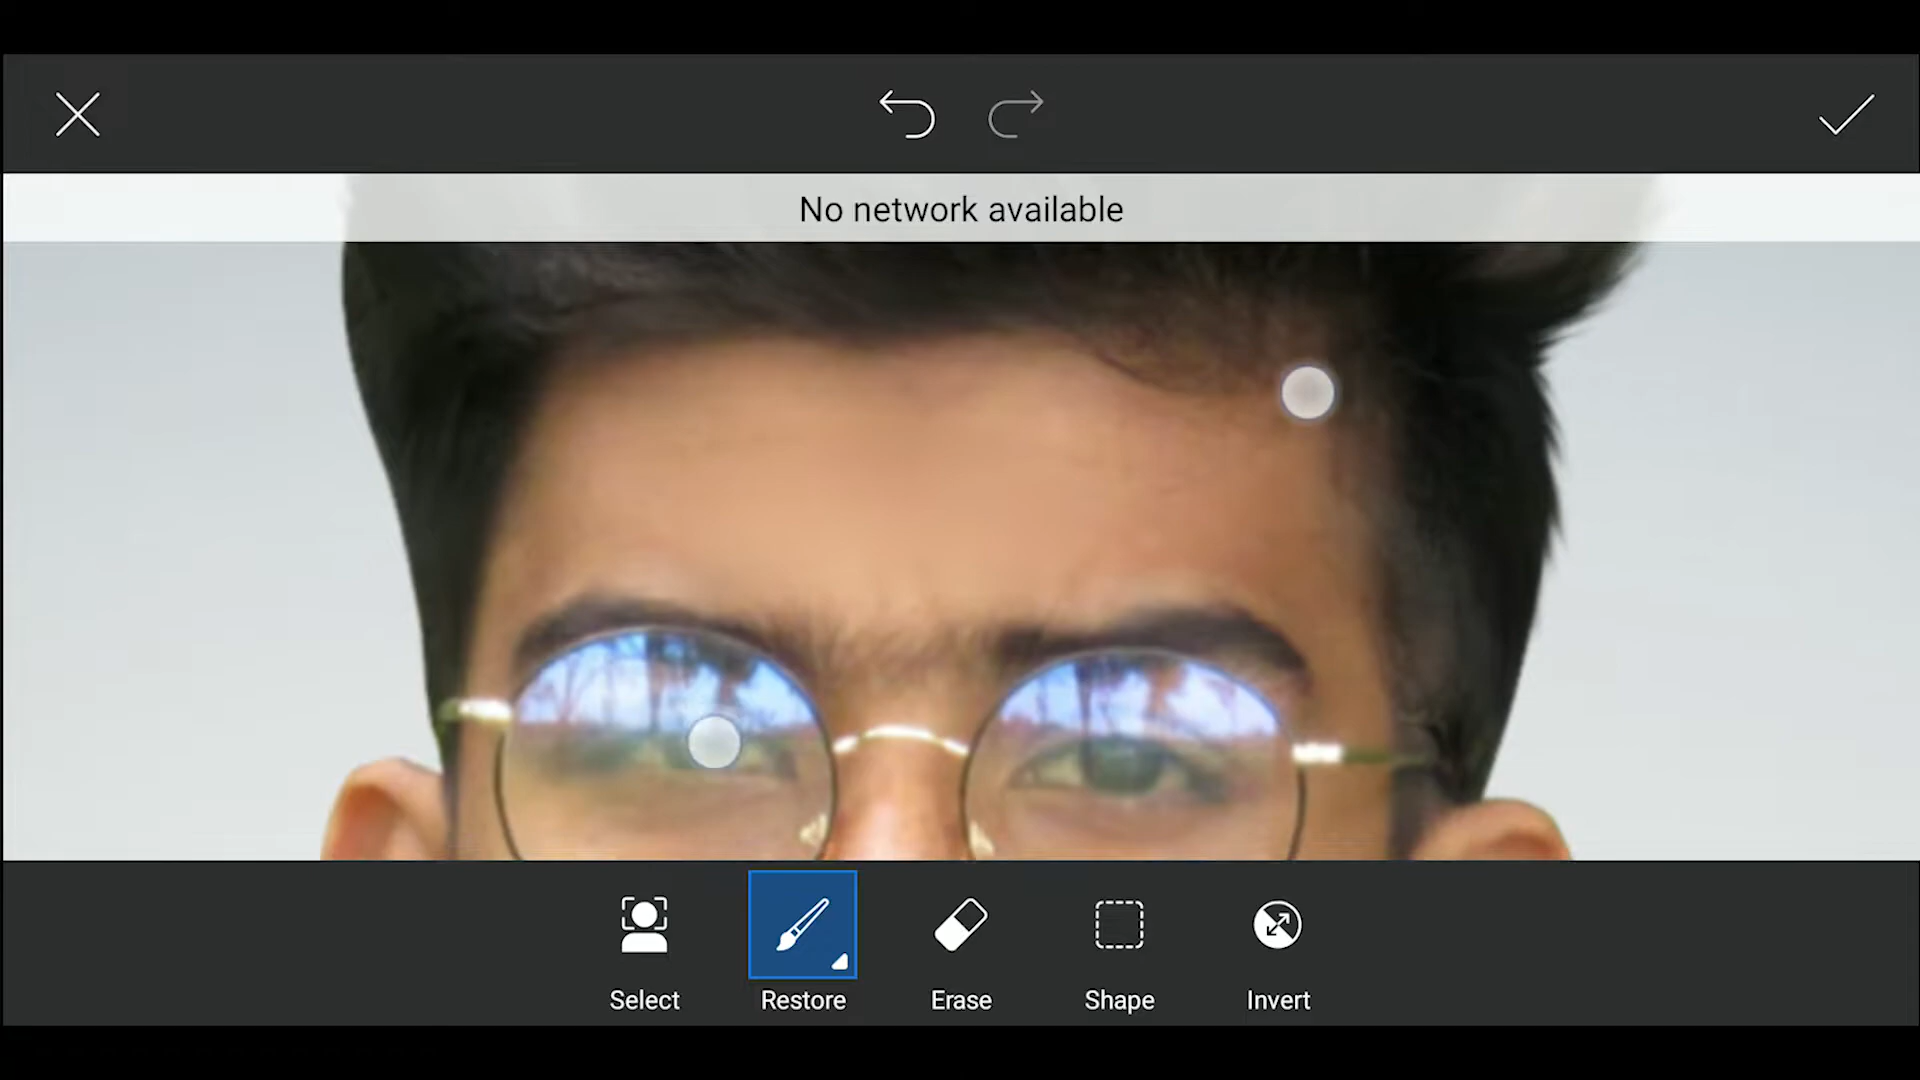 No network available
Select
Restore
Erase
Shape
Invert